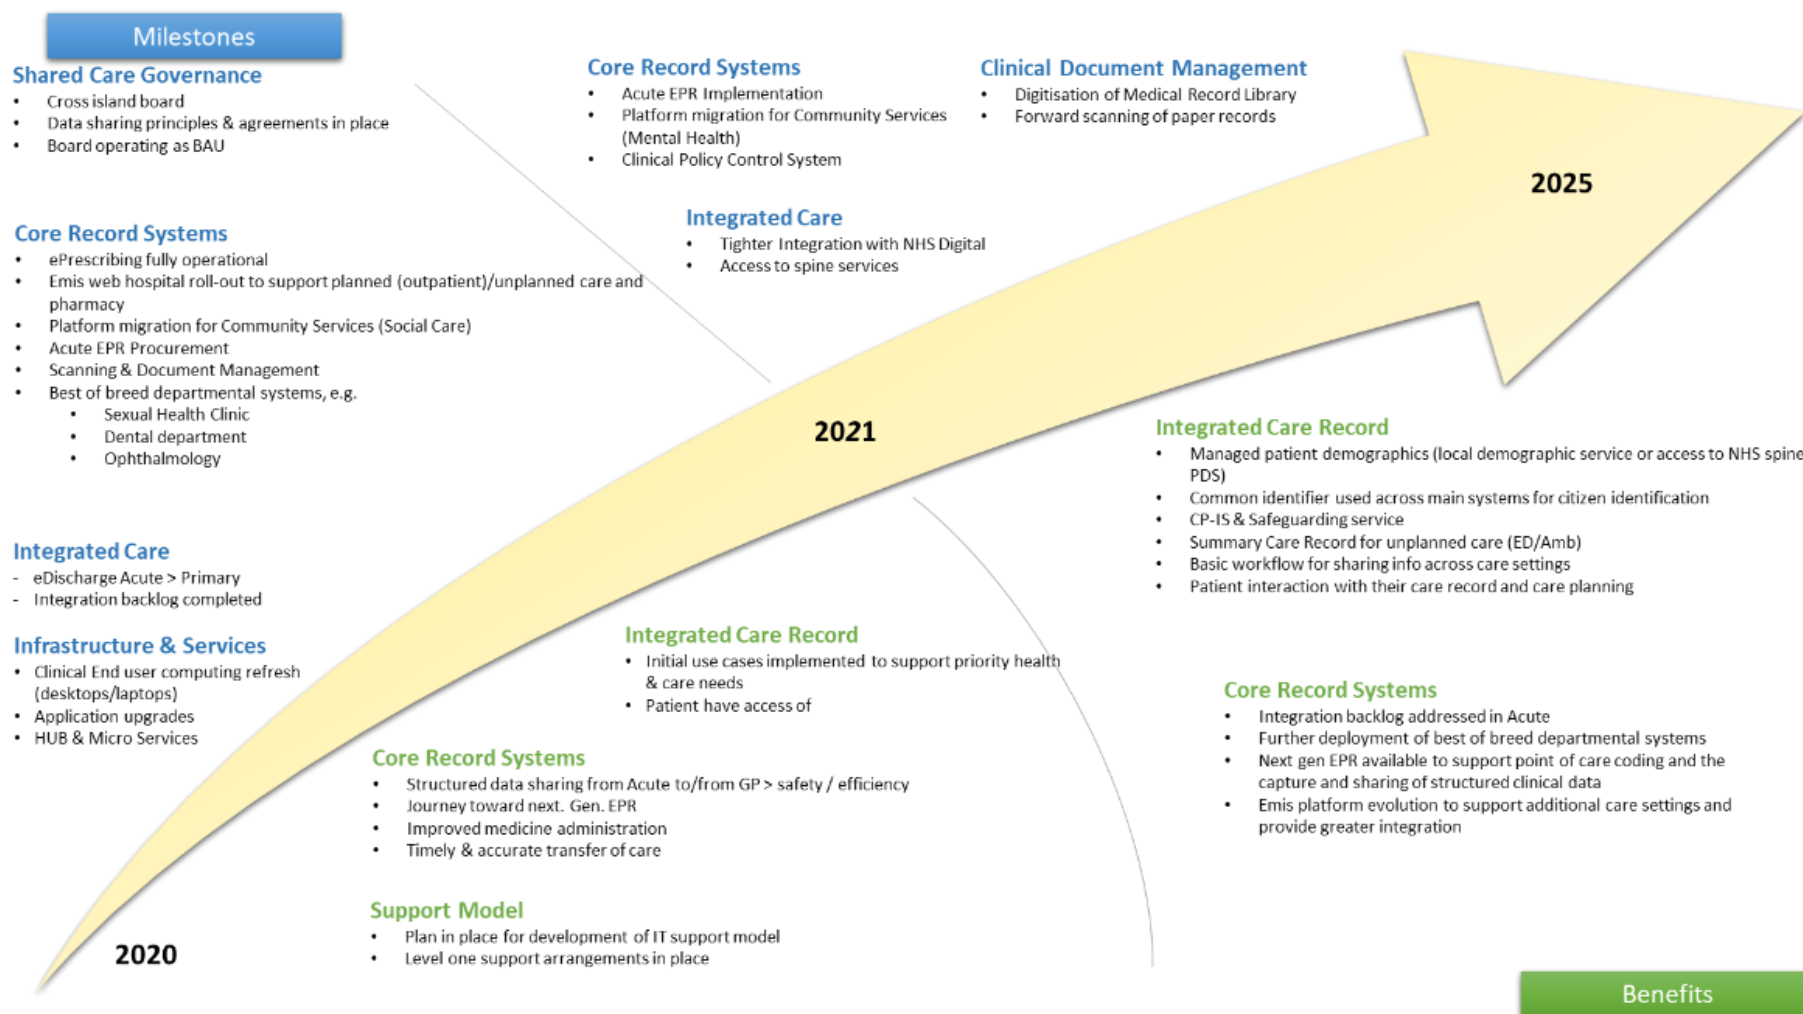 Milestones
Shared Care Governance
• Cross island board
• Data sharing principles & agreements in place
• Board operating as BAU
Core Record Systems
• ePrescribing fully operational
• Emis web hospital roll-out to support planned (outpatient)/unplanned care and
pharmacy
• Platform migration for Community Services (Social Care)
• Acute EPR Procurement
• Scanning & Document Management
• Best of breed departmental systems, e.g.
• Sexual Health Clinic
• Dental department
• Ophthalmology
Integrated Care
- eDischarge Acute > Primary
- Integration backlog completed
Infrastructure & Services
• Clinical End user computing refresh
(desktops/laptops)
• Application upgrades
• HUB & Micro Services
Core Record Systems
• Acute EPR Implementation
• Platform migration for Community Services
(Mental Health)
• Clinical Policy Control System
Integrated Care
• Tighter Integration with NHS Digital
• Access to spine services
Clinical Document Management
• Digitisation of Medical Record Library
• Forward scanning of paper records
2025
2021
2020
Integrated Care Record
• Initial use cases implemented to support priority health
& care needs
• Patient have access of
Core Record Systems
• Structured data sharing from Acute to/from GP > safety / efficiency
• Journey toward next. Gen. EPR
• Improved medicine administration
• Timely & accurate transfer of care
Support Model
• Plan in place for development of IT support model
• Level one support arrangements in place
Integrated Care Record
• Managed patient demographics (local demographic service or access to NHS spine
PDS)
• Common identifier used across main systems for citizen identification
• CP-IS & Safeguarding service
• Summary Care Record for unplanned care (ED/Amb)
• Basic workflow for sharing info across care settings
• Patient interaction with their care record and care planning
Core Record Systems
• Integration backlog addressed in Acute
• Further deployment of best of breed departmental systems
• Next gen EPR available to support point of care coding and the
capture and sharing of structured clinical data
• Emis platform evolution to support additional care settings and
provide greater integration
Benefits